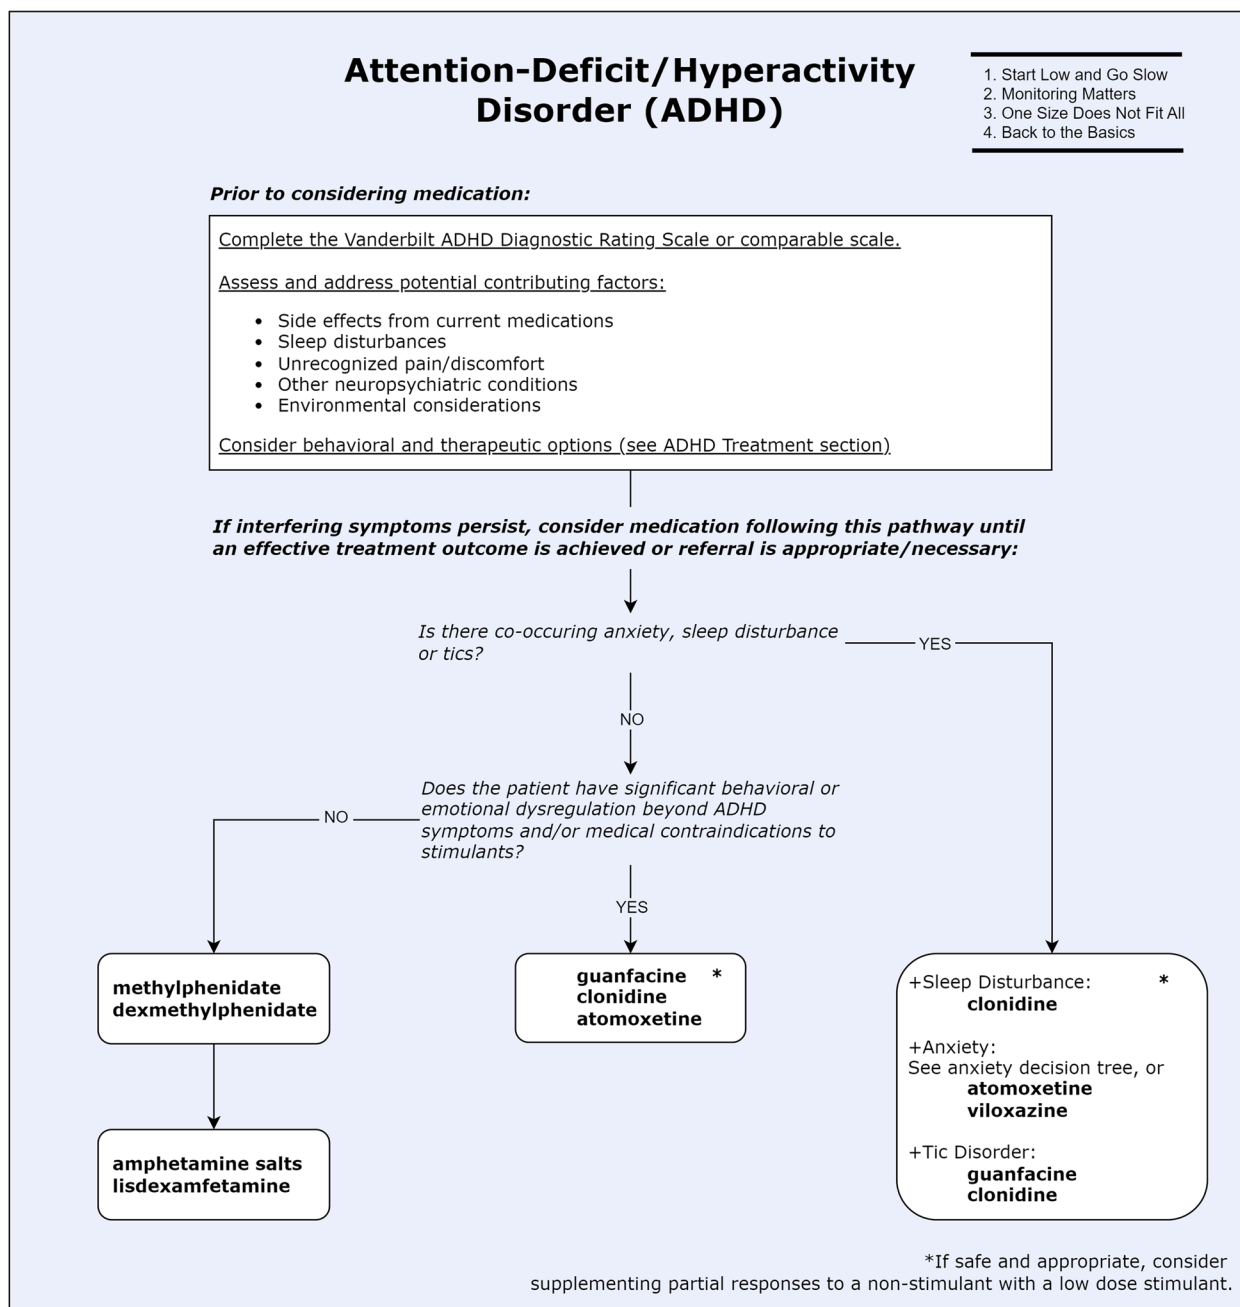 Attention-Deficit/Hyperactivity
Disorder (ADHD)
1. Start Low and Go Slow
2. Monitoring Matters
3. One Size Does Not Fit All
4. Back to the Basics
Prior to considering medication:
Complete the Vanderbilt ADHD Diagnostic Rating Scale or comparable scale.
Assess and address potential contributing factors:
• Side effects from current medications
• Sleep disturbances
• Unrecognized pain/discomfort
• Other neuropsychiatric conditions
• Environmental considerations
Consider behavioral and therapeutic options (see ADHD Treatment section)
If interfering symptoms persist, consider medication following this pathway until
an effective treatment outcome is achieved or referral is appropriate/necessary:
Is there co-occuring anxiety, sleep disturbance
or tics?
YES
NO
Does the patient have significant behavioral or
emotional dysregulation beyond ADHD
symptoms and/or medical contraindications to
stimulants?
NO
YES
methylphenidate
dexmethylphenidate
amphetamine salts
lisdexamfetamine
guanfacine *
clonidine
atomoxetine
+Sleep Disturbance: *
clonidine
+Anxiety:
See anxiety decision tree, or
atomoxetine
viloxazine
+Tic Disorder:
guanfacine
clonidine
*If safe and appropriate, consider
supplementing partial responses to a non-stimulant with a low dose stimulant.